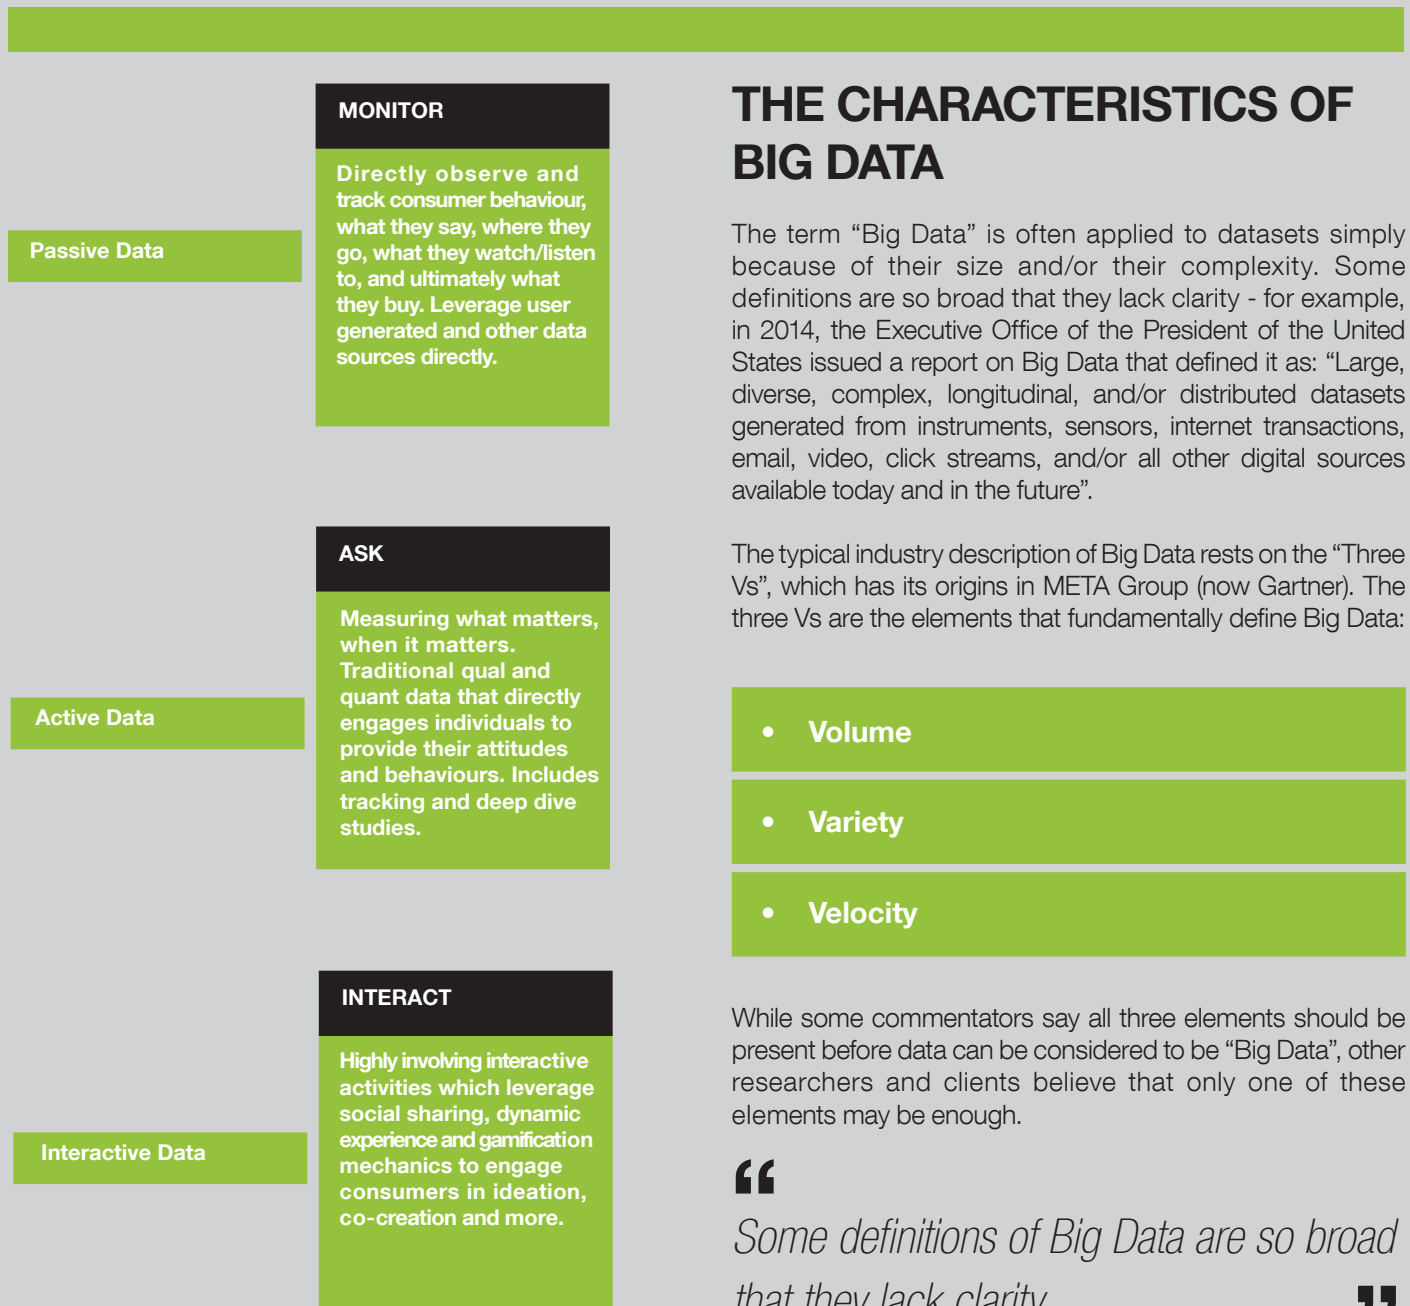 Passive Data
MONITOR
Directly observe and
track consumer behaviour,
what they say, where they
go, what they watch/listen
to, and ultimately what
they buy. Leverage user
generated and other data
sources directly.
Active Data
ASK
Measuring what matters,
when it matters.
Traditional qual and
quant data that directly
engages individuals to
provide their attitudes
and behaviours. Includes
tracking and deep dive
studies.
Interactive Data
INTERACT
Highly involving interactive
activities which leverage
social sharing, dynamic
experience and gamification
mechanics to engage
consumers in ideation,
co-creation and more.
THE CHARACTERISTICS OF
BIG DATA
The term “Big Data” is often applied to datasets simply
because of their size and/or their complexity. Some
definitions are so broad that they lack clarity - for example,
in 2014, the Executive Office of the President of the United
States issued a report on Big Data that defined it as: “Large,
diverse, complex, longitudinal, and/or distributed datasets
generated from instruments, sensors, internet transactions,
email, video, click streams, and/or all other digital sources
available today and in the future”.
The typical industry description of Big Data rests on the “Three
Vs”, which has its origins in META Group (now Gartner). The
three Vs are the elements that fundamentally define Big Data:
• Volume
• Variety
• Velocity
While some commentators say all three elements should be
present before data can be considered to be “Big Data”, other
researchers and clients believe that only one of these
elements may be enough.
“
Some definitions of Big Data are so broad
that they lack clarity ”